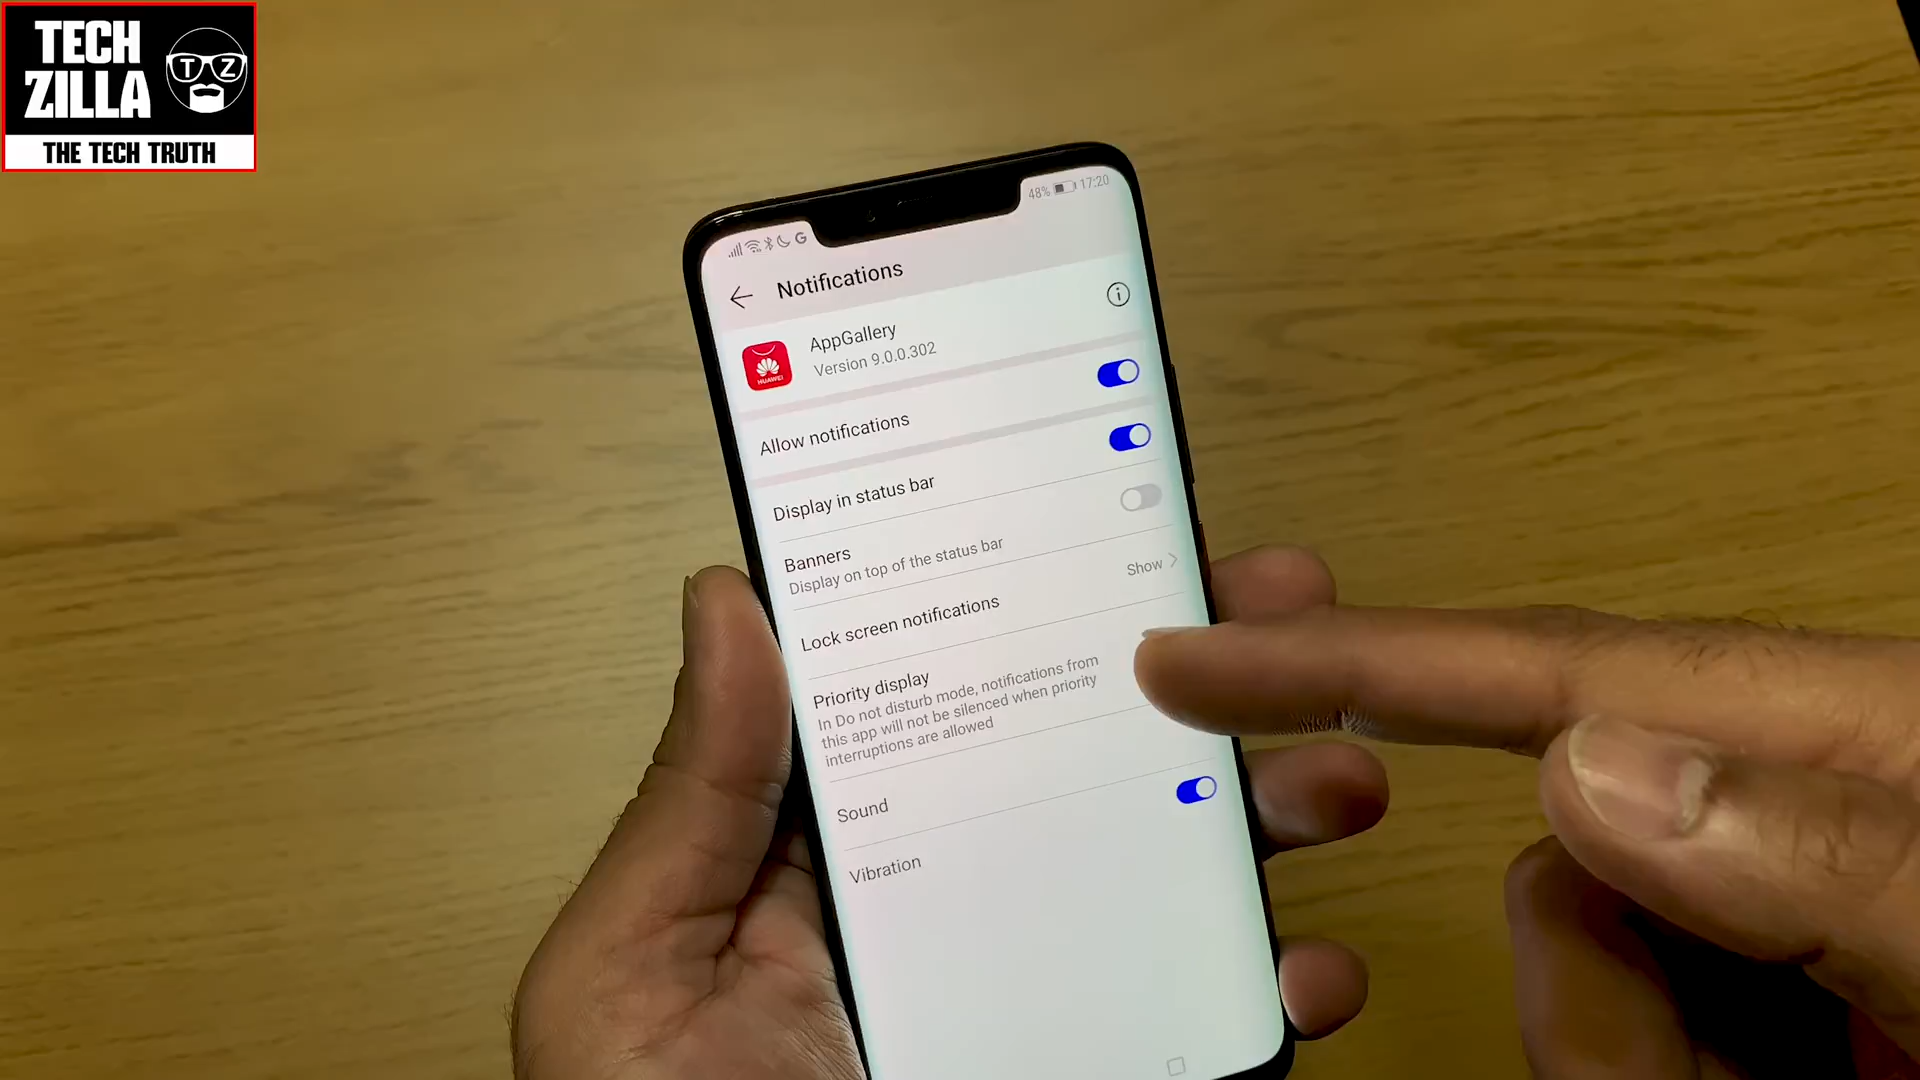 TECH
ZILLA
TZ
THE TECH TRUTH
48%
17:20
G
Notifications
AppGallery
Version 9.0.0.302
HUAWEI
Allow notifications
Display in status bar
Banners
Display on top of the status bar
Lock screen notifications
Show
Priority display
In Do not disturb mode, notifications from
this app will not be silenced when priority
interruptions are allowed
Sound
Vibration